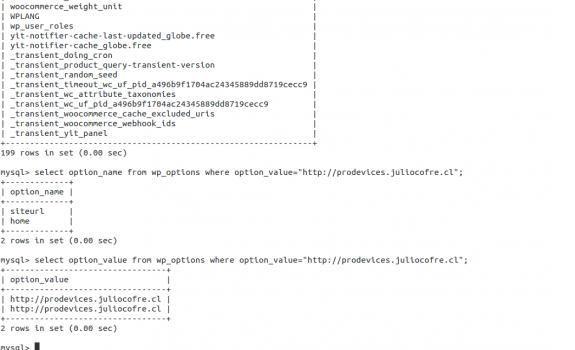 | woocommerce_weight_unit |
| WPLANG |
| wp_user_roles |
| yit-notifier-cache-last-updated_globe.free |
| yit-notifier-cache_globe.free |
| _transient_doing_cron |
| _transient_product_query-transient-version |
| _transient_random_seed |
| _transient_timeout_wc_uf_pid_a496b9f1704ac24345889dd8719cecc9 |
| _transient_wc_attribute_taxonomies |
| _transient_wc_uf_pid_a496b9f1704ac24345889dd8719cecc9 |
| _transient_woocommerce_cache_excluded_uris |
| _transient_woocommerce_webhook_ids |
| _transient_yit_panel |
+---------------------------------------------------------------+
199 rows in set (0.00 sec)
mysql> select option_name from wp_options where option_value="http://prodevices.juliocofre.cl";
+-------------+
| option_name |
+-------------+
| siteurl |
| home |
+-------------+
2 rows in set (0.00 sec)
mysql> select option_value from wp_options where option_value="http://prodevices.juliocofre.cl";
+---------------------------------+
| option_value |
+---------------------------------+
| http://prodevices.juliocofre.cl |
| http://prodevices.juliocofre.cl |
+---------------------------------+
2 rows in set (0.00 sec)
mysql>